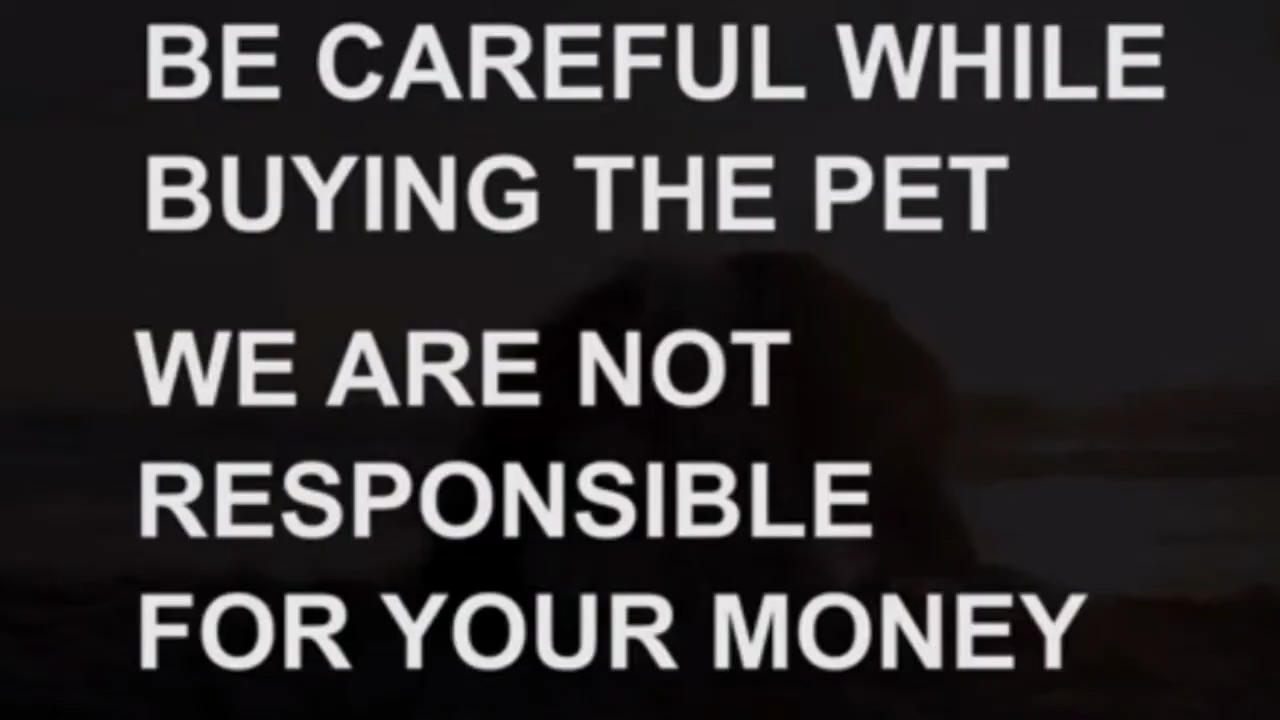 BE CAREFUL WHILE
BUYING THE PET
WE ARE NOT
RESPONSIBLE
FOR YOUR MONEY